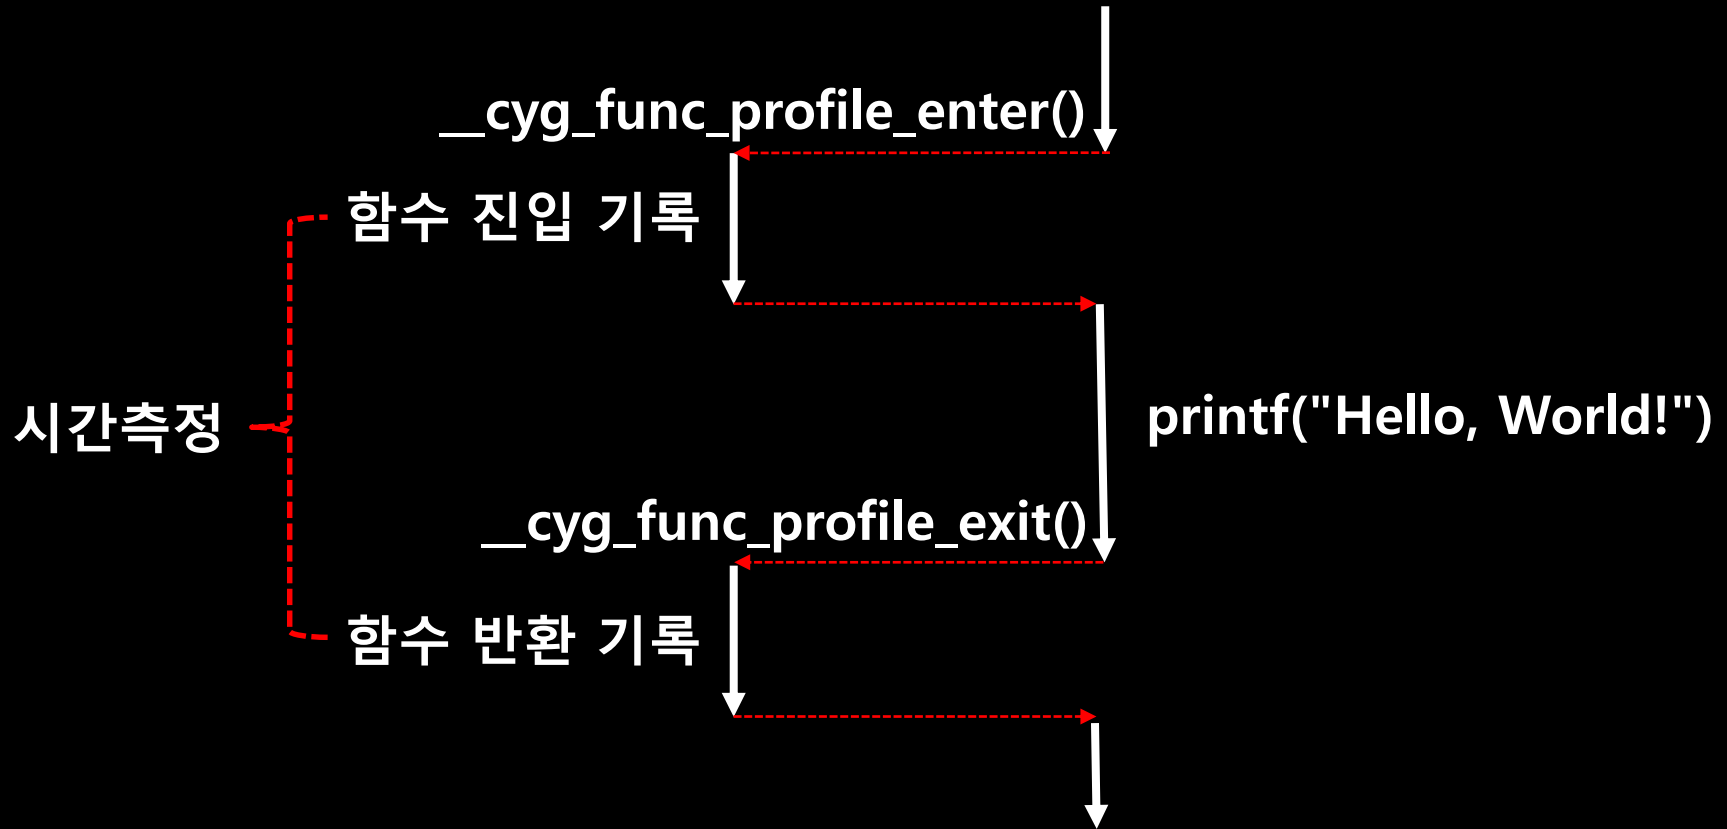 __cyg_func_profile_enter()
함수 진입 기록
시간측정
printf("Hello, World!")
__cyg_func_profile_exit()
함수 반환 기록